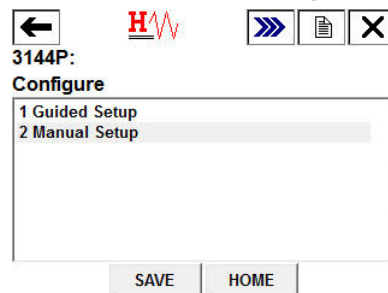 H
3144P:
Configure
1 Guided Setup
2 Manual Setup
SAVE HOME